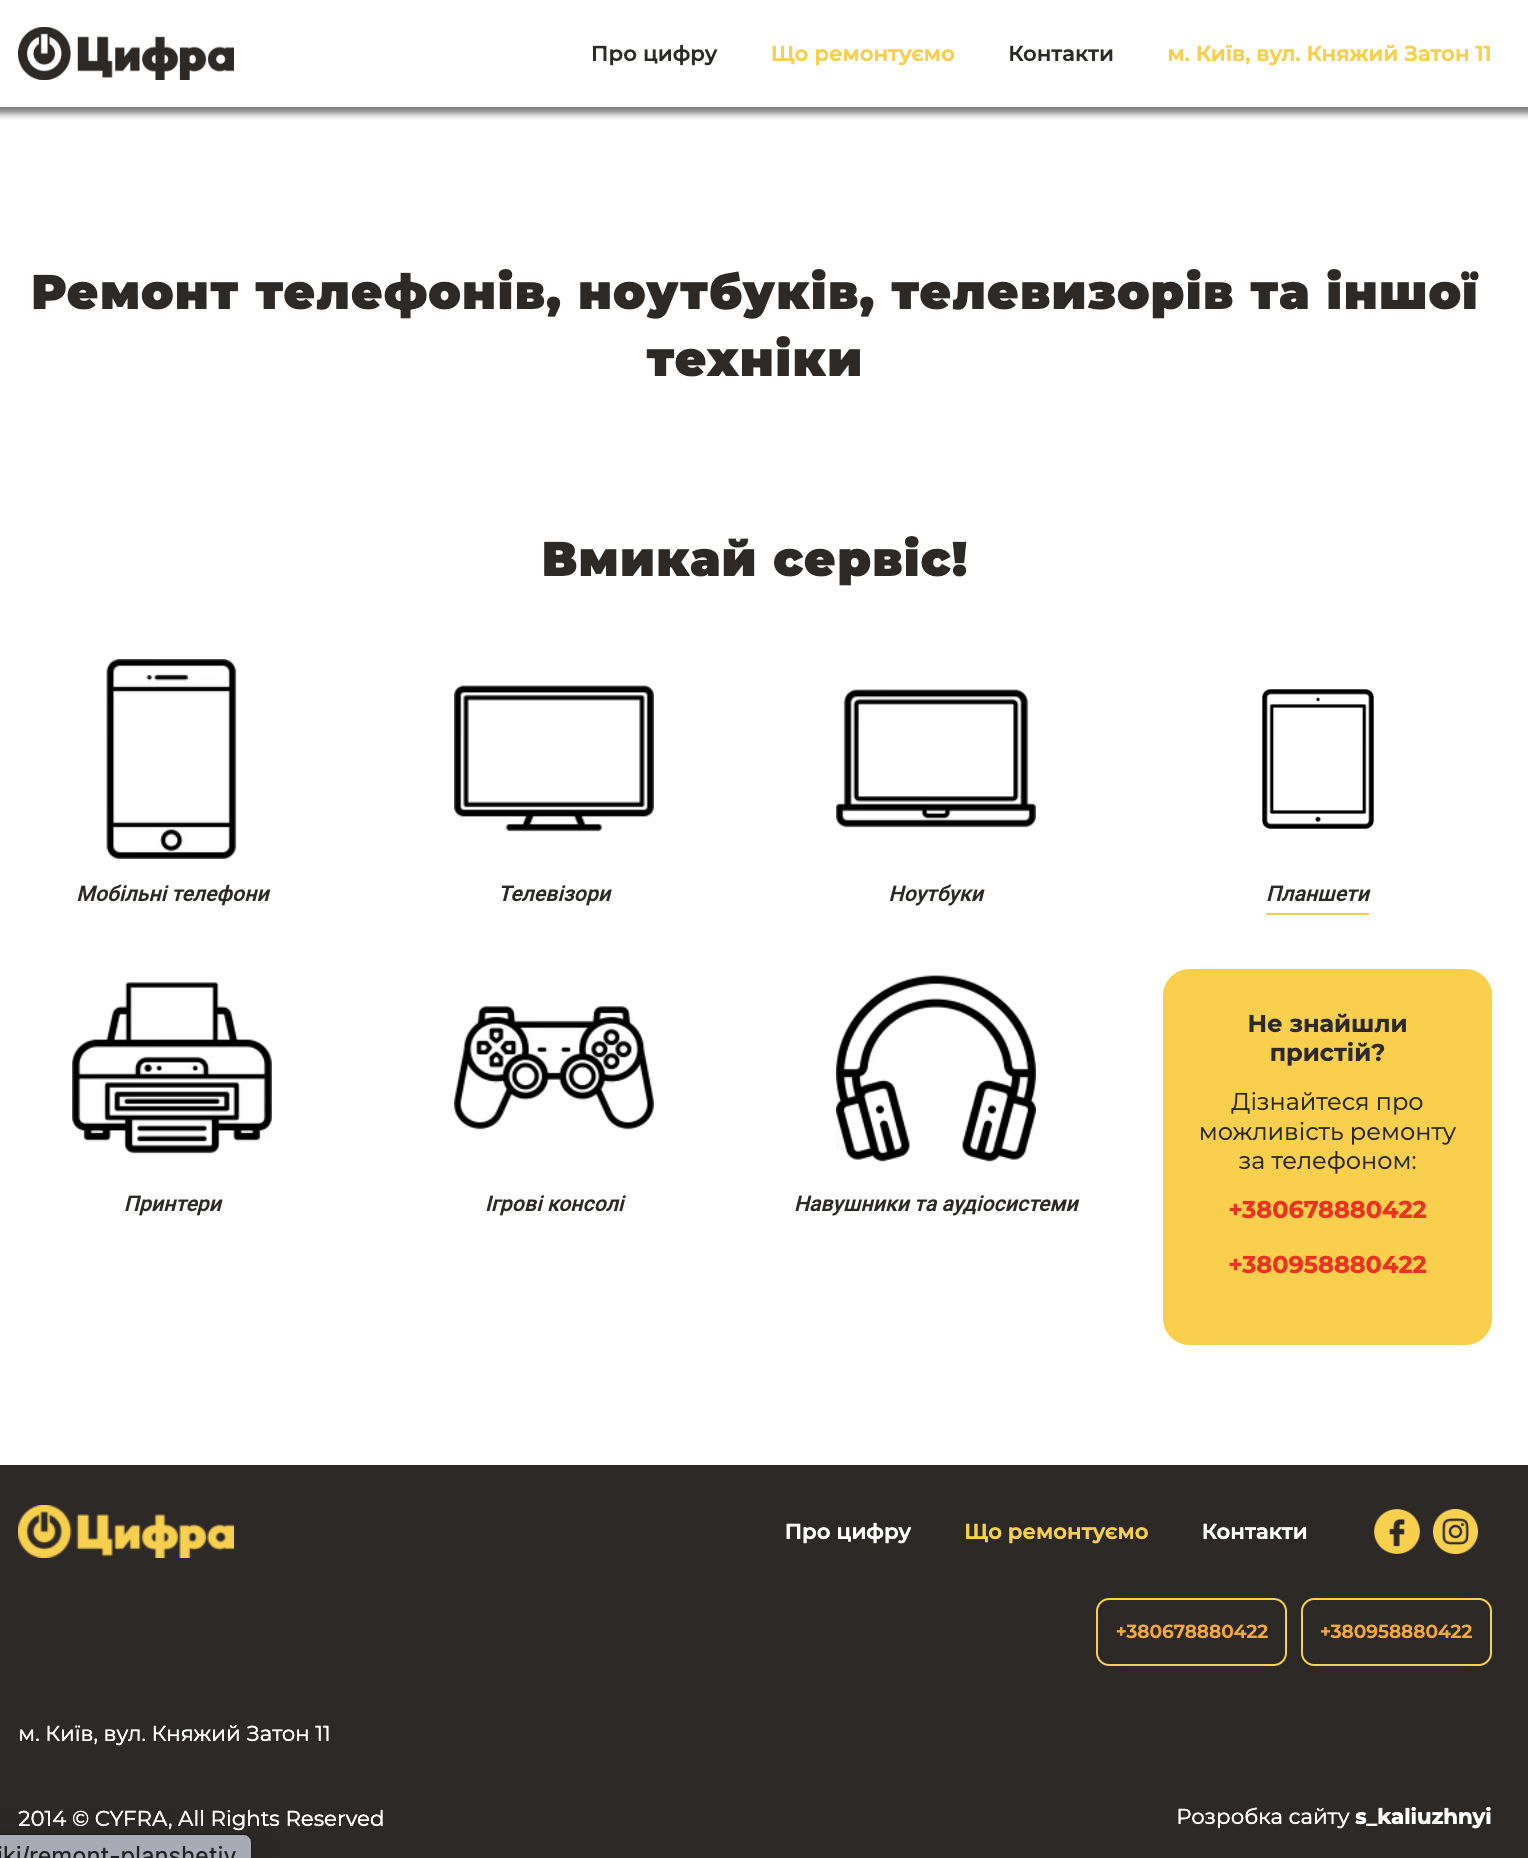 Цифра
Про цифру
Що ремонтуємо
Контакти
м. Київ, вул. Княжий Затон 11
Ремонт телефонів, ноутбуків, телевизорів та іншої
техніки
Вмикай сервіс!
Мобільні телефони
Телевізори
Ноутбуки
Планшети
Принтери
Ігрові консолі
Навушники та аудіосистеми
Не знайшли
пристій?
Дізнайтеся про
можливість ремонту
за телефоном:
+380678880422
+380958880422
Цифра
Про цифру
Що ремонтуємо
Контакти
+380678880422
+380958880422
м. Київ, вул. Княжий Затон 11
2014 © CYFRA, All Rights Reserved
Розробка сайту s_kaliuzhnyi
iki/remont-planshetiv